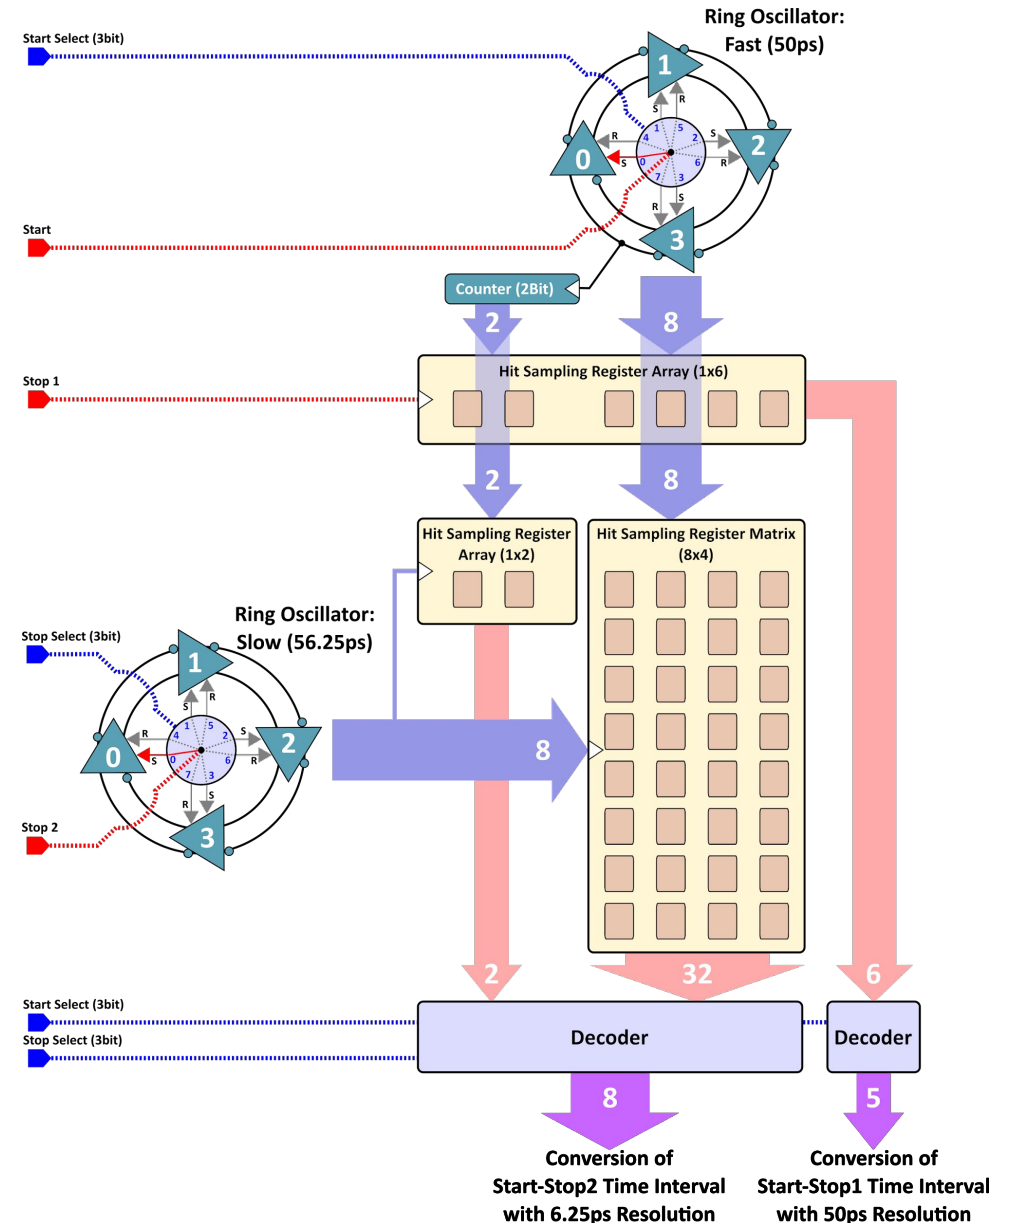 Ring Oscillator:
Fast (50ps)
Start Select (3bit)
1
S
R
1
5
4
2
R
S
0
2
S
R
0
6
7
3
R
S
3
Start
Counter (2Bit)
2
8
Hit Sampling Register Array (1x6)
Stop 1
2
8
Hit Sampling Register
Array (1x2)
Hit Sampling Register Matrix
(8x4)
Ring Oscillator:
Slow (56.25ps)
Stop Select (3bit)
1
S
R
1
5
4
2
R
S
0
2
S
R
0
6
7
3
R
S
3
Stop 2
8
2
32
6
Start Select (3bit)
Stop Select (3bit)
Decoder
Decoder
8
5
Conversion of
Start-Stop2 Time Interval
with 6.25ps Resolution
Conversion of
Start-Stop1 Time Interval
with 50ps Resolution